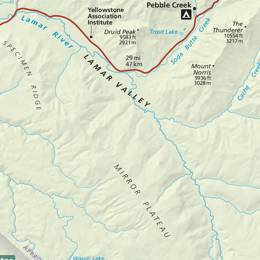 Pebble Creek
Yellowstone
Association
Institute
Lamar River
Druid Peak
9583 ft
2921 m
Trout Lake
Soda Butte Creek
The
Thunderer
10554 ft
3217 m
29 mi
47 km
Mount
Norris
9936 ft
3028 m
Cache Creek
SPECIMEN RIDGE
LAMAR VALLEY
MIRROR PLATEAU
Wandi Lake